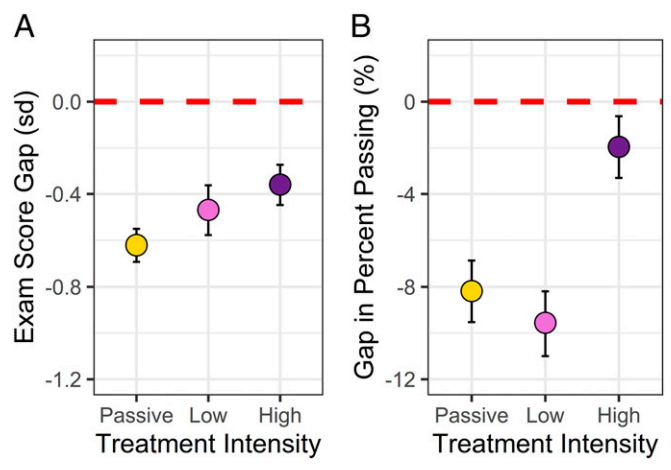 A
Exam Score Gap (sd)
0.0
-0.4
-0.8
-1.2
Passive Low High
Treatment Intensity
B
Gap in Percent Passing (%)
0
-4
-8
-12
Passive Low High
Treatment Intensity